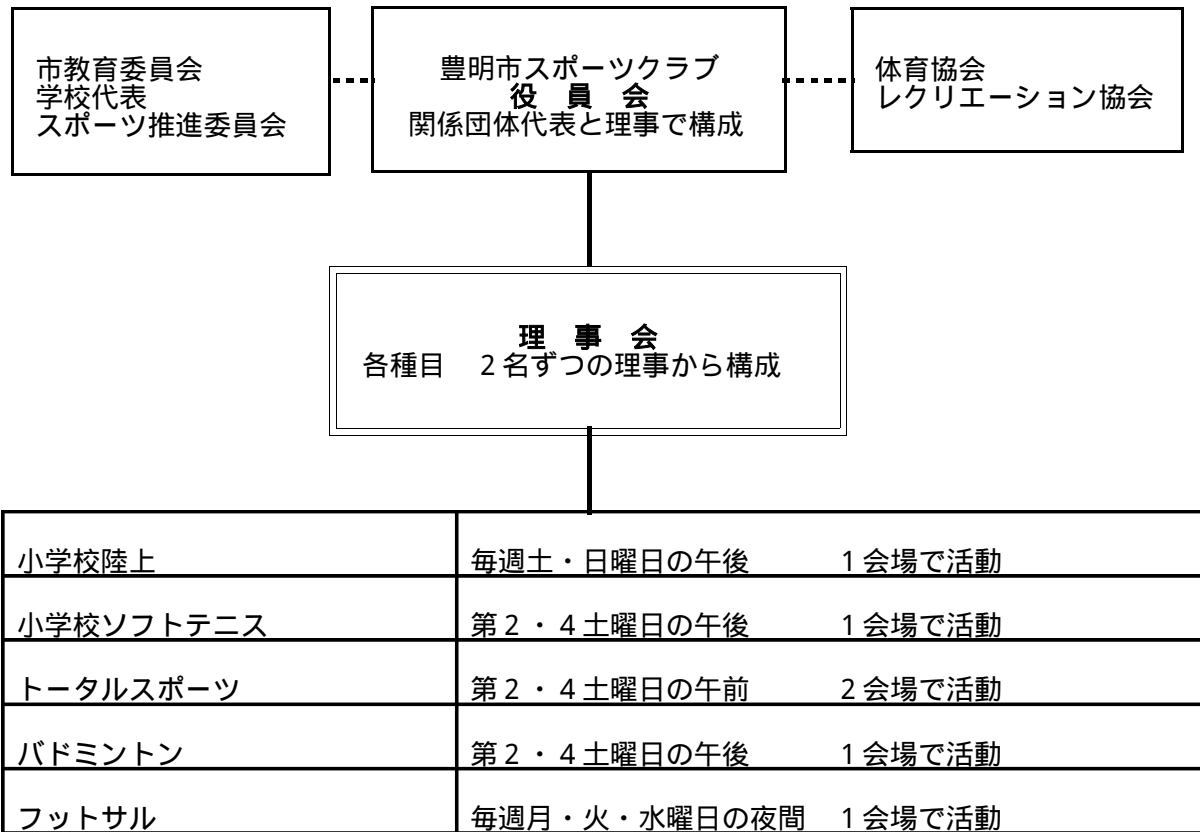 市教育委員会
学校代表
スポーツ推進委員会
豊明市スポーツクラブ
役　員　会
関係団体代表と理事で構成
体育協会
レクリエーション協会
理　事　会
各種目　２名ずつの理事から構成
小学校陸上　毎週土・日曜日の午後　１会場で活動
小学校ソフトテニス　第２・４土曜日の午後　１会場で活動
トータルスポーツ　第２・４土曜日の午前　２会場で活動
バドミントン　第２・４土曜日の午後　１会場で活動
フットサル　毎週月・火・水曜日の夜間　１会場で活動